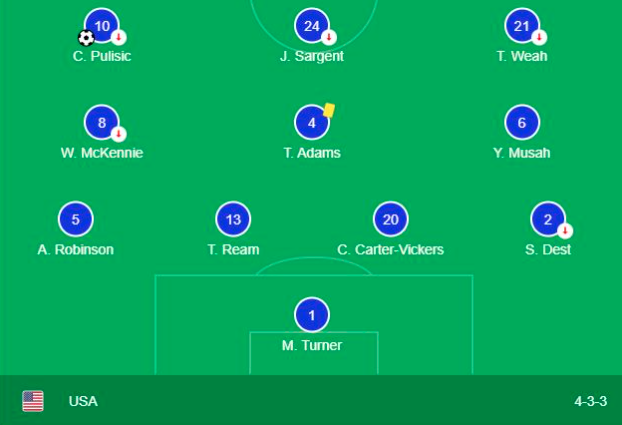 10 24 21
C. Pulisic J. Sargent T. Weah
8 4 6
W. McKennie T. Adams Y. Musah
5 13 20 2
A. Robinson T. Ream C. Carter-Vickers S. Dest
1
M. Turner
USA 4-3-3